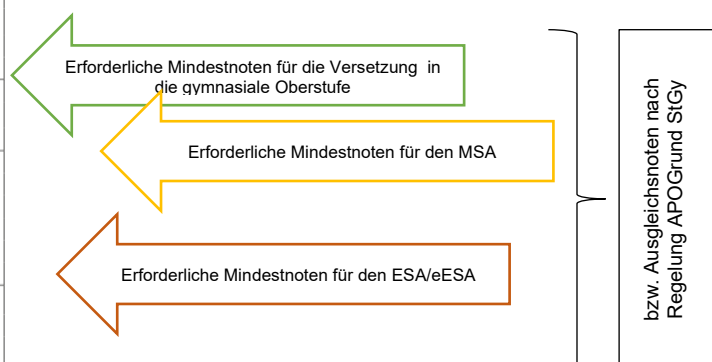 Erforderliche Mindestnoten für die Versetzung in
die gymnasiale Oberstufe
Erforderliche Mindestnoten für den MSA
Erforderliche Mindestnoten für den ESA/eESA
bzw. Ausgleichsnoten nach
Regelung APOGrund StGy